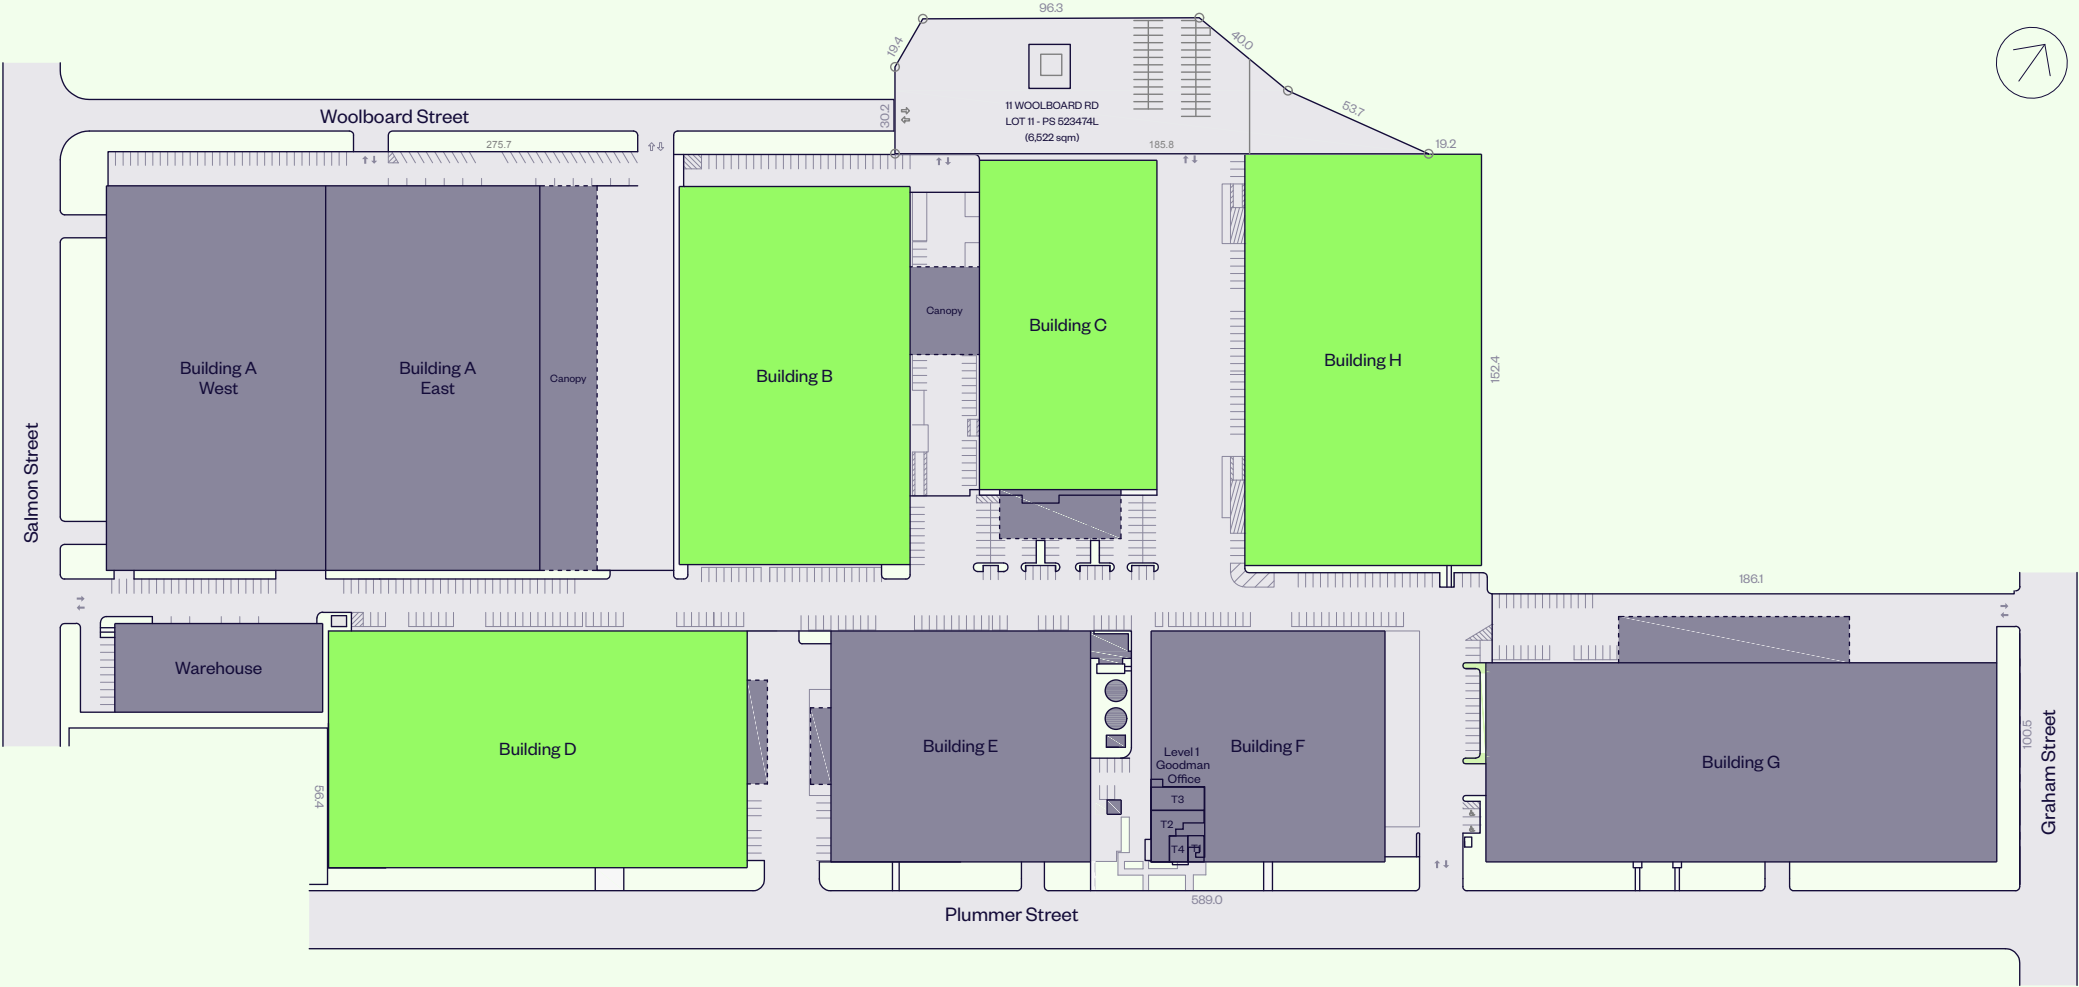 96.3
19.4
40.0
11 WOOLBOARD RD
LOT 11 - PS 523474L
(6,522 sqm)
30.2
53.7
Woolboard Street
275.7
185.8
19.2
Building A
West
Building A
East
Canopy
Building B
Canopy
Building C
Building H
152.4
Salmon Street
186.1
Warehouse
Building D
56.4
Building E
Level 1
Goodman
Office
T3
T2
T4
T1
Building F
Building G
100.5
Graham Street
589.0
Plummer Street